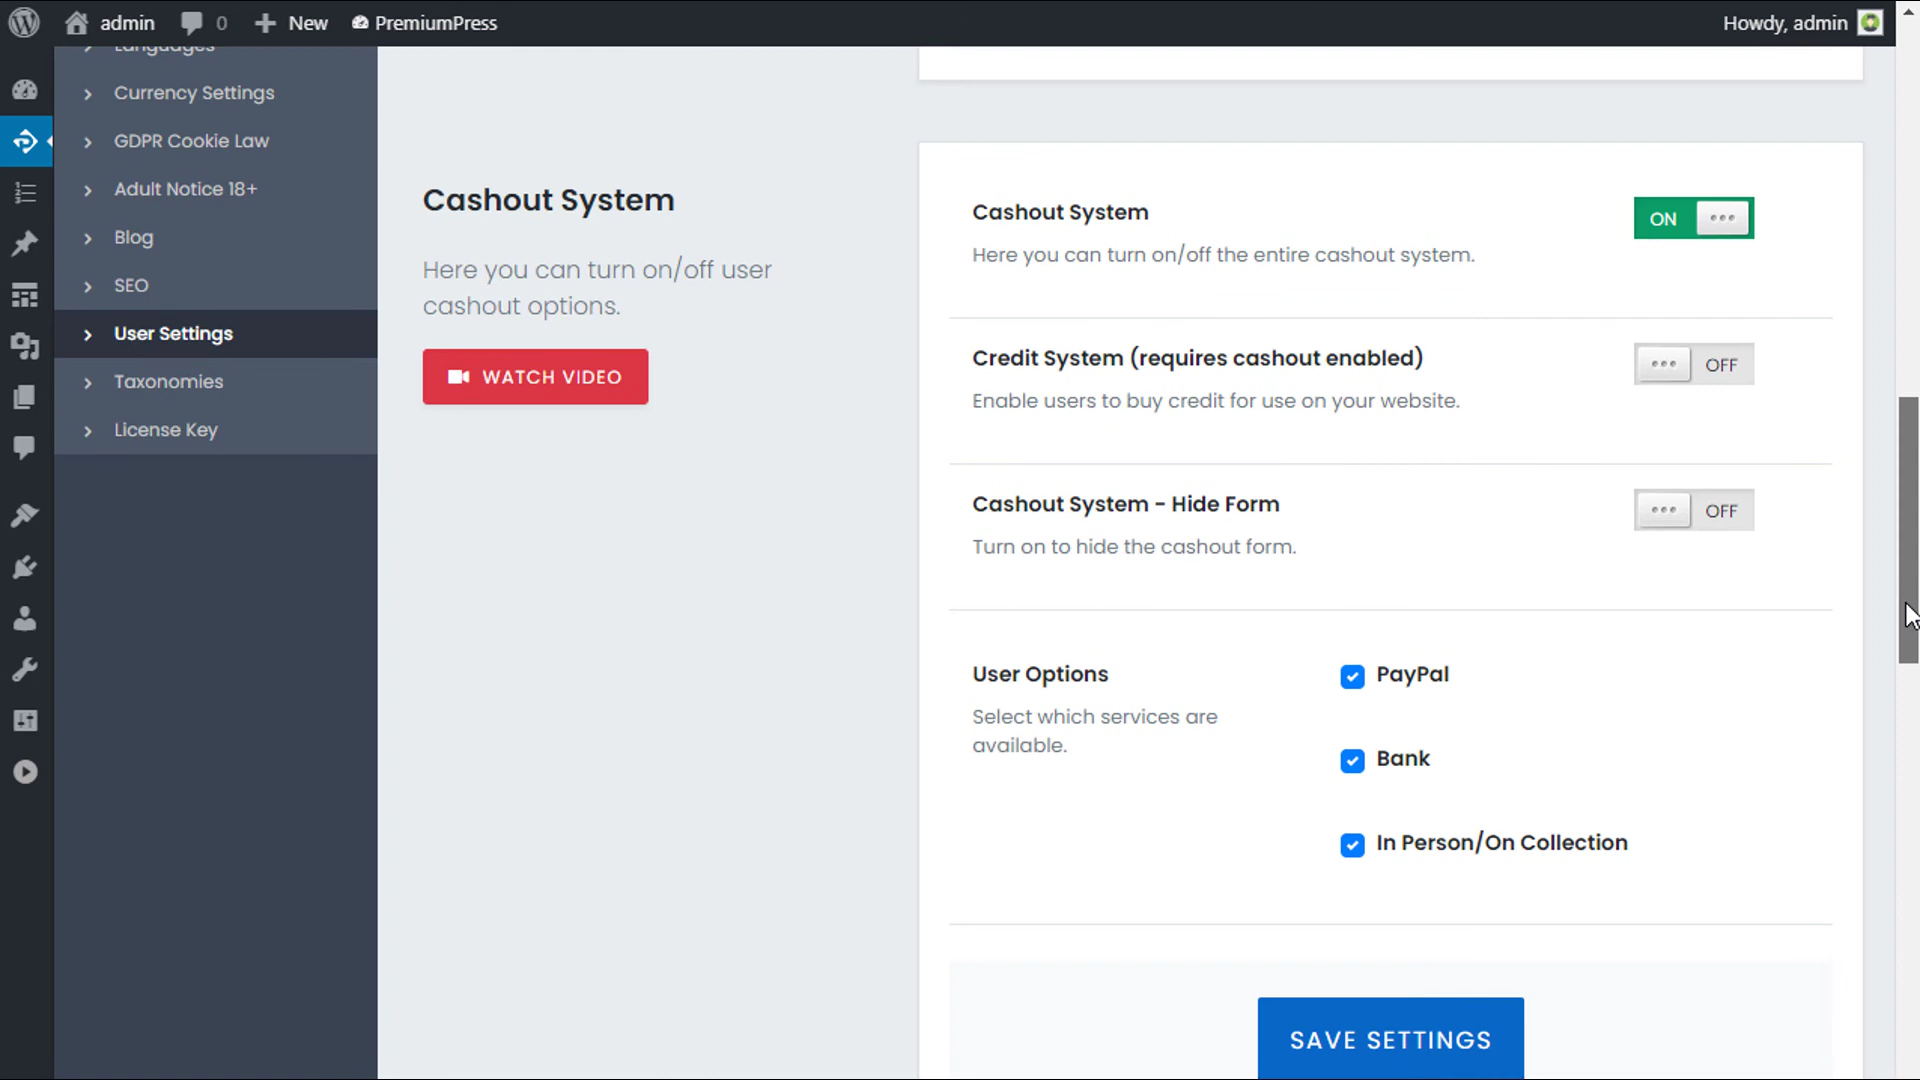 admin 0 New PremiumPress Howdy, admin
Languages
Currency Settings
GDPR Cookie Law
Adult Notice 18+
Blog
SEO
User Settings
Taxonomies
License Key
Cashout System
Here you can turn on/off user
cashout options.
WATCH VIDEO
Cashout System
Here you can turn on/off the entire cashout system.
ON
Credit System (requires cashout enabled)
Enable users to buy credit for use on your website.
OFF
Cashout System - Hide Form
Turn on to hide the cashout form.
OFF
User Options
Select which services are
available.
PayPal
Bank
In Person/On Collection
SAVE SETTINGS